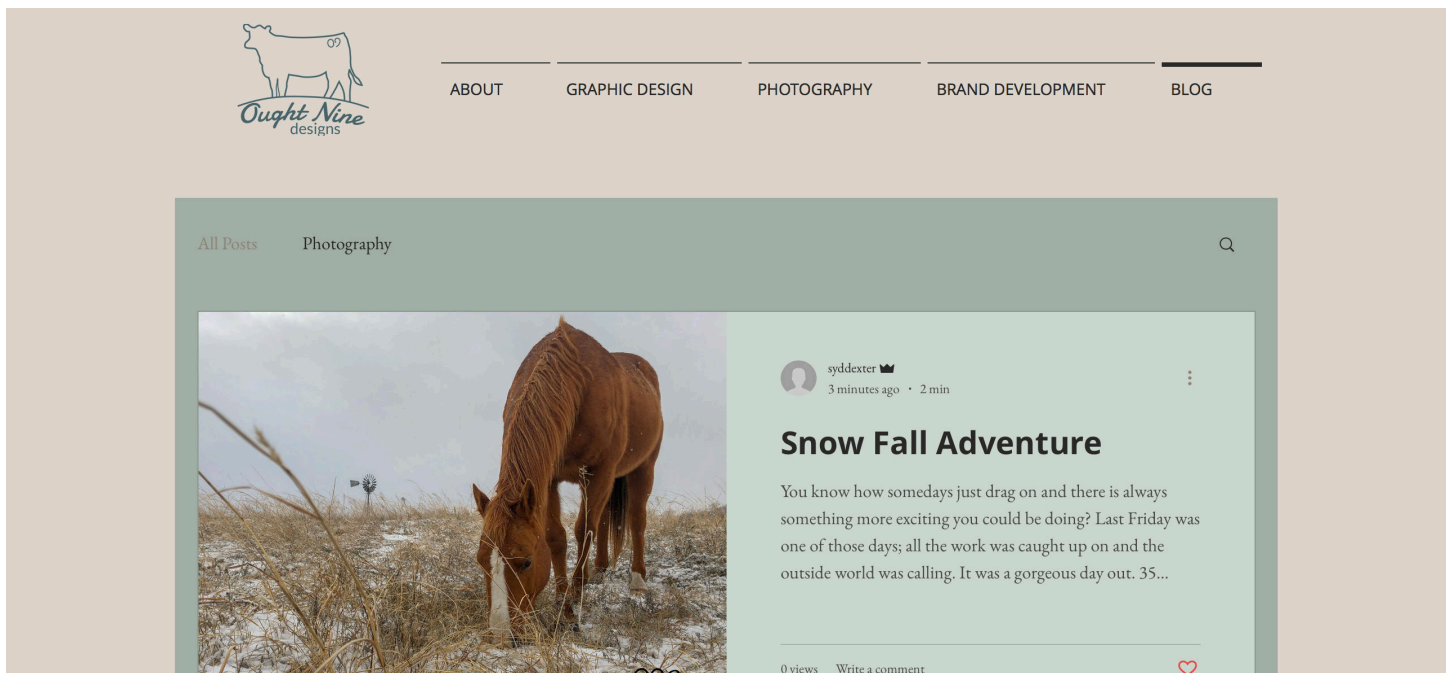 09
Ought Nine
designs
ABOUT
GRAPHIC DESIGN
PHOTOGRAPHY
BRAND DEVELOPMENT
BLOG
All Posts
Photography
syddexter
3 minutes ago · 2 min
Snow Fall Adventure
You know how somedays just drag on and there is always
something more exciting you could be doing? Last Friday was
one of those days; all the work was caught up on and the
outside world was calling. It was a gorgeous day out. 35...
0 views
Write a comment